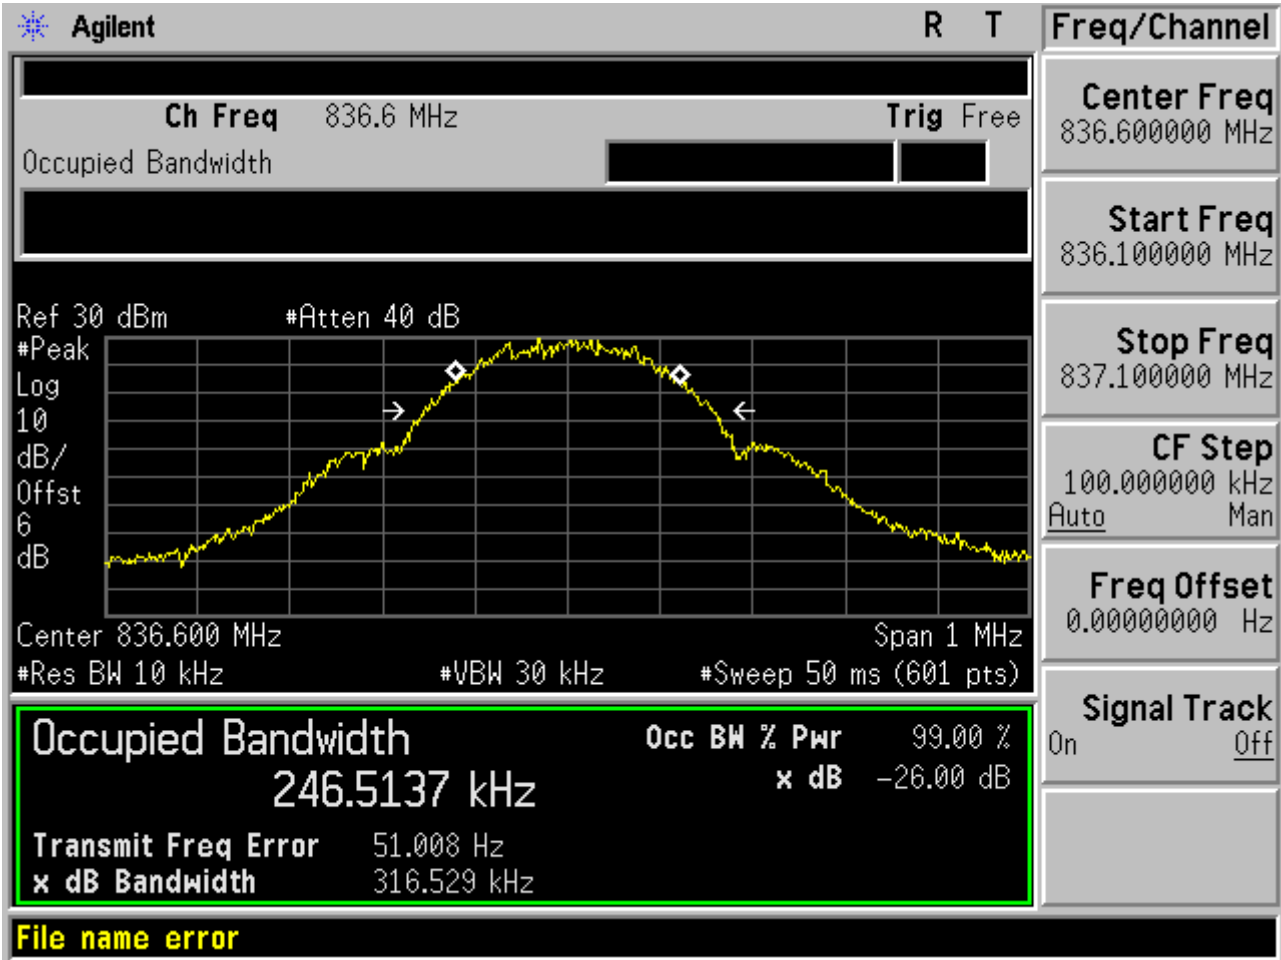 Agilent R T Freq/Channel
Ch Freq 836.6 MHz Trig Free
Occupied Bandwidth
Center Freq
836.600000 MHz
Start Freq
836.100000 MHz
Stop Freq
837.100000 MHz
CF Step
100.000000 kHz
Auto Man
Freq Offset
0.00000000 Hz
Signal Track
On Off
Ref 30 dBm #Atten 40 dB
#Peak
Log
10
dB/
Offst
6
dB
Center 836.600 MHz Span 1 MHz
#Res BW 10 kHz #VBW 30 kHz #Sweep 50 ms (601 pts)
Occupied Bandwidth Occ BW % Pwr 99.00 %
246.5137 kHz x dB -26.00 dB
Transmit Freq Error 51.008 Hz
x dB Bandwidth 316.529 kHz
File name error